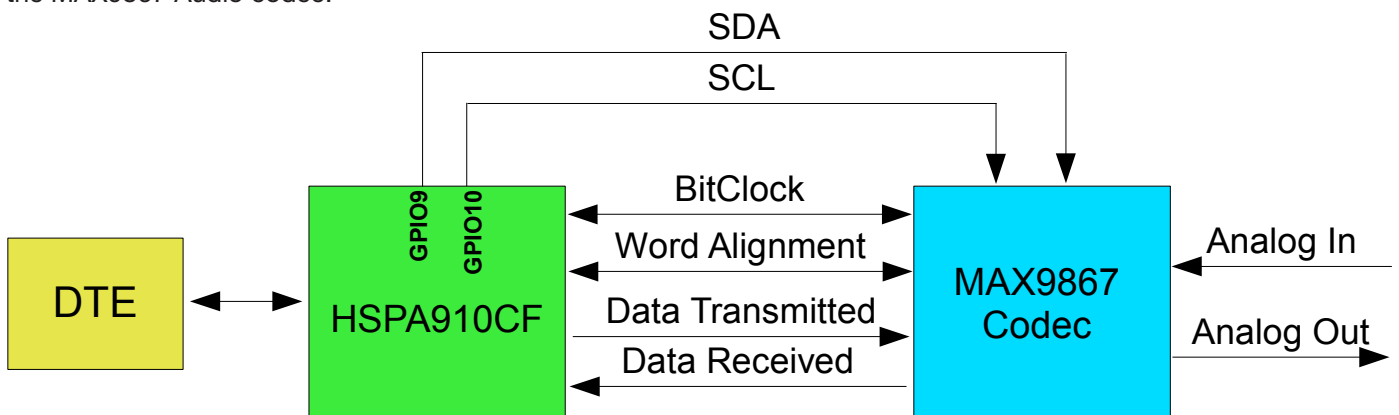 SDA
SCL
GPIO9
GPIO10
BitClock
Word Alignment
Data Transmitted
Data Received
DTE
HSPA910CF
MAX9867
Codec
Analog In
Analog Out